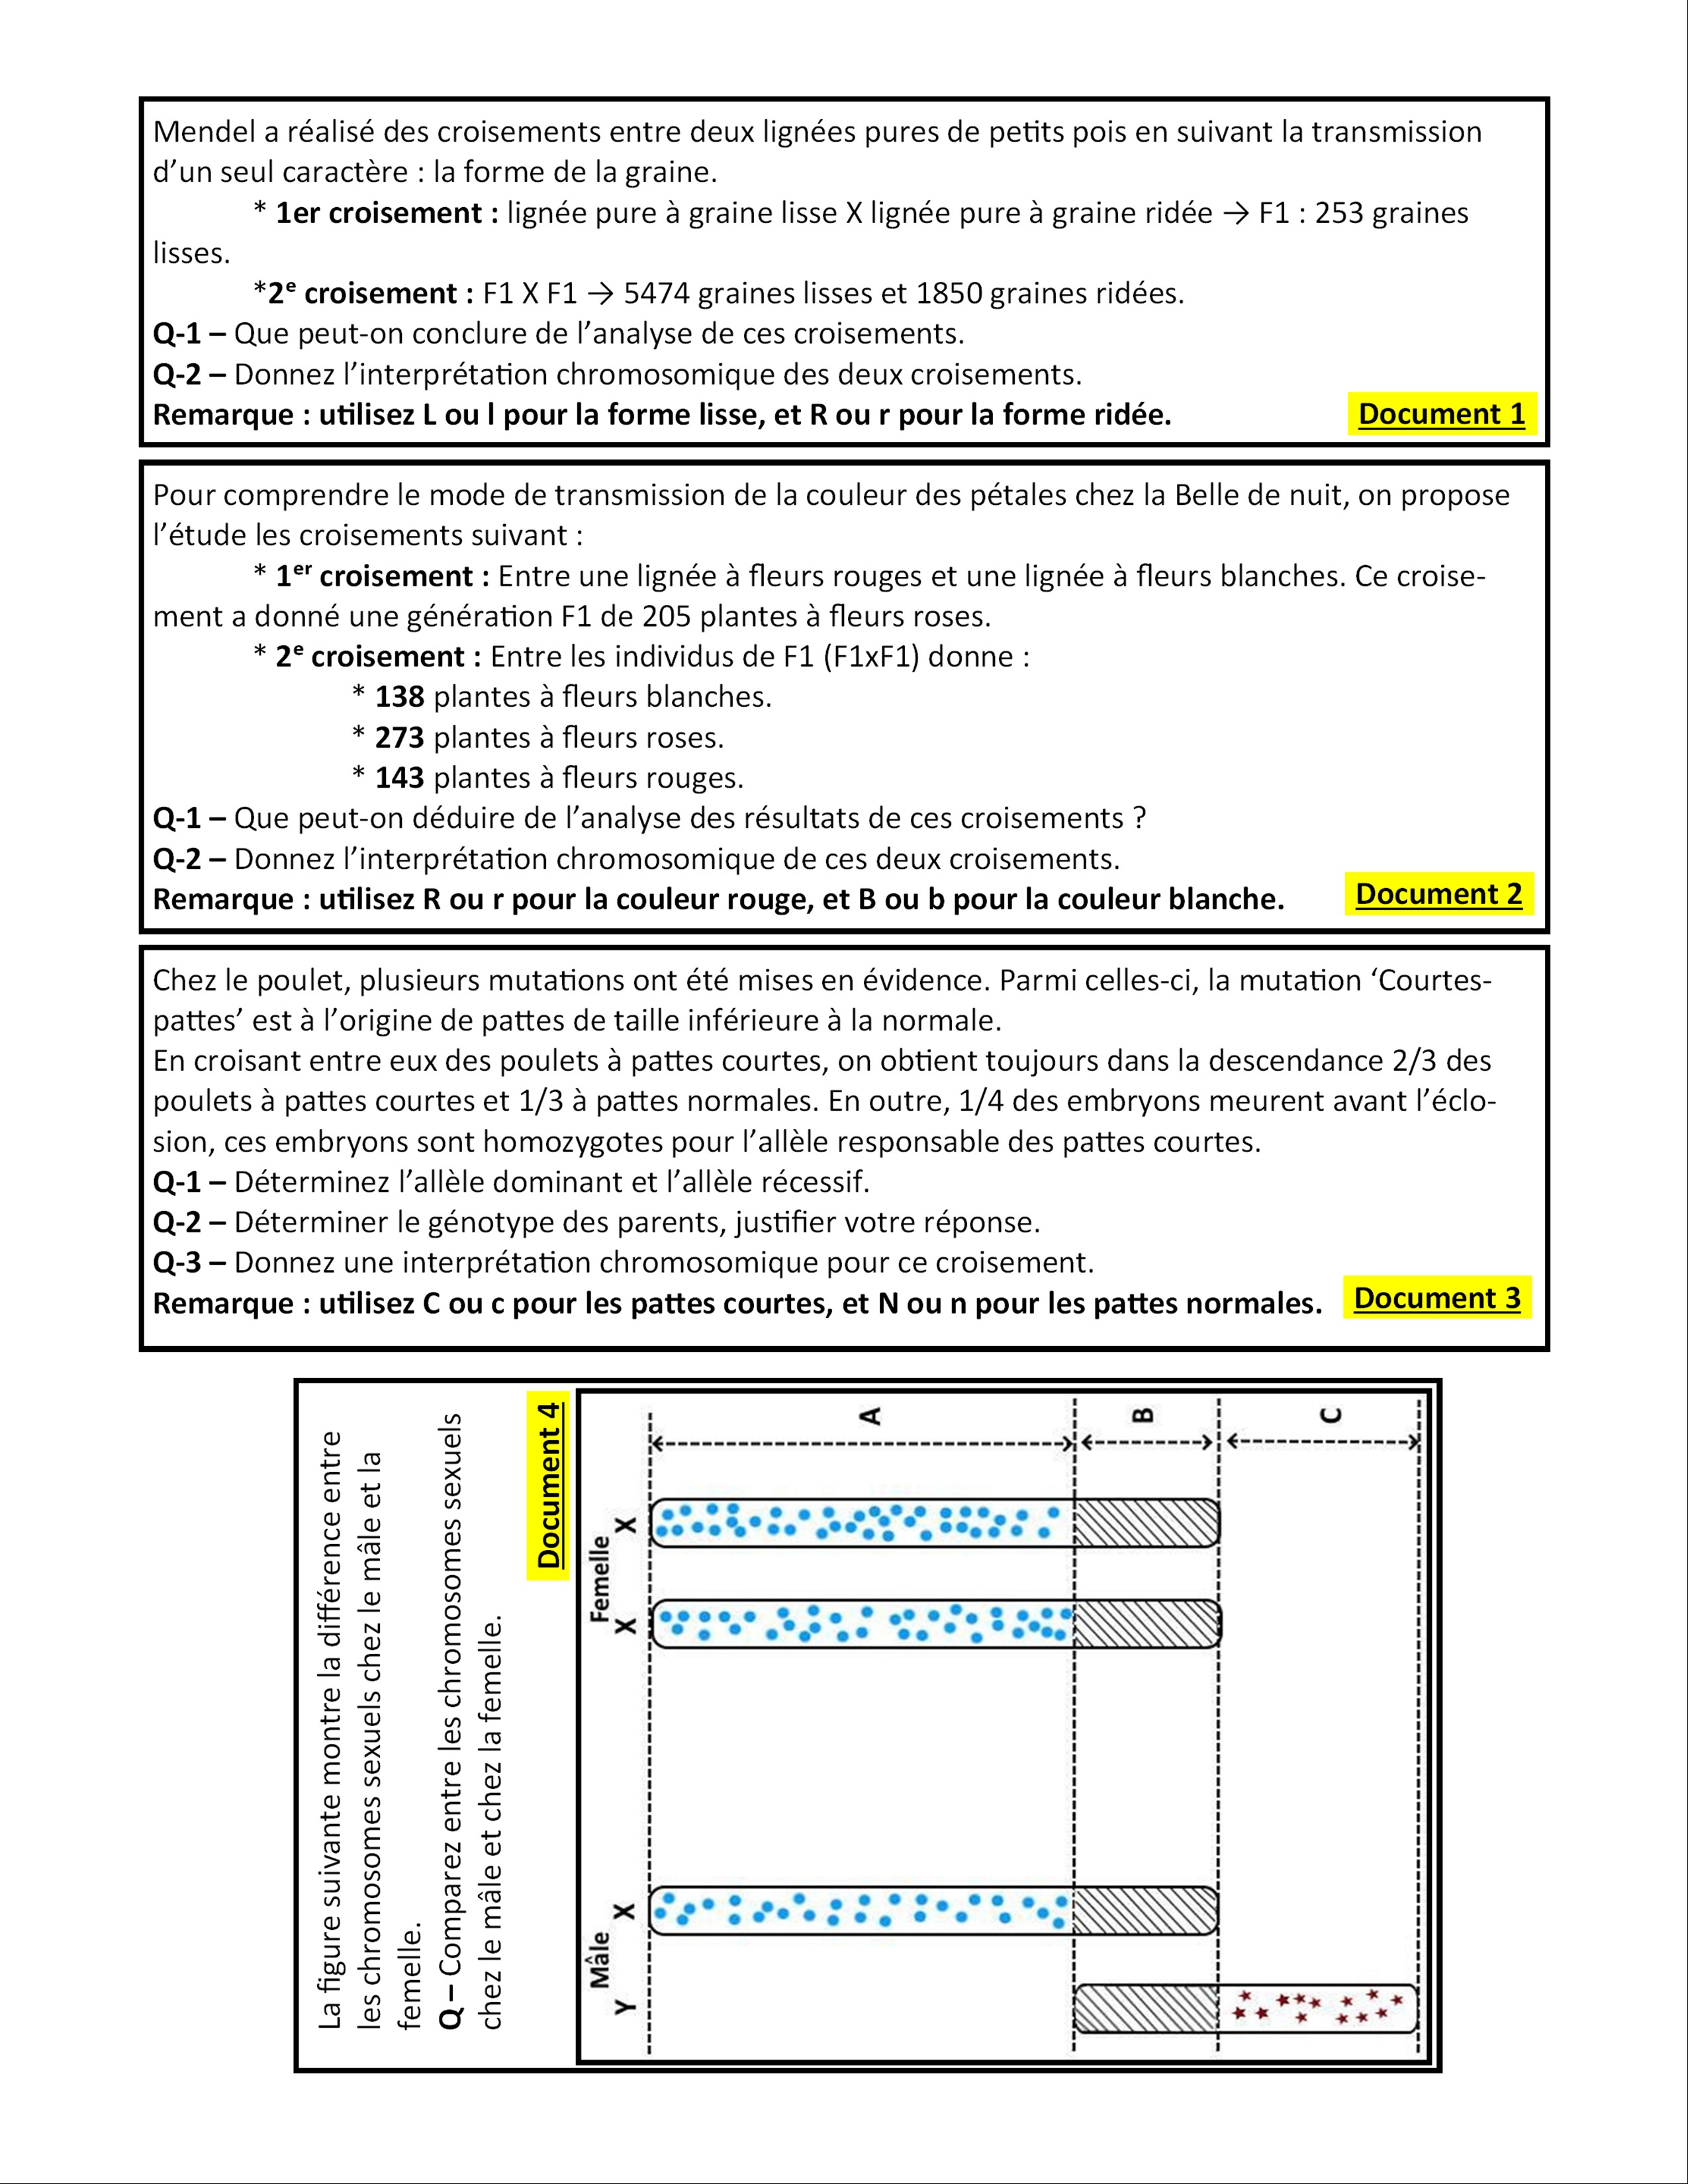 Mendel a réalisé des croisements entre deux lignées pures de petits pois en suivant la transmission
d’un seul caractère : la forme de la graine.
* 1er croisement : lignée pure à graine lisse X lignée pure à graine ridée → F1 : 253 graines
lisses.
*2e croisement : F1 X F1 → 5474 graines lisses et 1850 graines ridées.
Q-1 – Que peut-on conclure de l’analyse de ces croisements.
Q-2 – Donnez l’interprétation chromosomique des deux croisements.
Remarque : utilisez L ou l pour la forme lisse, et R ou r pour la forme ridée.
Document 1
Pour comprendre le mode de transmission de la couleur des pétales chez la Belle de nuit, on propose
l’étude les croisements suivant :
* 1er croisement : Entre une lignée à fleurs rouges et une lignée à fleurs blanches. Ce croise-
ment a donné une génération F1 de 205 plantes à fleurs roses.
* 2e croisement : Entre les individus de F1 (F1xF1) donne :
* 138 plantes à fleurs blanches.
* 273 plantes à fleurs roses.
* 143 plantes à fleurs rouges.
Q-1 – Que peut-on déduire de l’analyse des résultats de ces croisements ?
Q-2 – Donnez l’interprétation chromosomique de ces deux croisements.
Remarque : utilisez R ou r pour la couleur rouge, et B ou b pour la couleur blanche.
Document 2
Chez le poulet, plusieurs mutations ont été mises en évidence. Parmi celles-ci, la mutation ‘Courtes-
pattes’ est à l’origine de pattes de taille inférieure à la normale.
En croisant entre eux des poulets à pattes courtes, on obtient toujours dans la descendance 2/3 des
poulets à pattes courtes et 1/3 à pattes normales. En outre, 1/4 des embryons meurent avant l’éclo-
sion, ces embryons sont homozygotes pour l’allèle responsable des pattes courtes.
Q-1 – Déterminez l’allèle dominant et l’allèle récessif.
Q-2 – Déterminer le génotype des parents, justifier votre réponse.
Q-3 – Donnez une interprétation chromosomique pour ce croisement.
Remarque : utilisez C ou c pour les pattes courtes, et N ou n pour les pattes normales.
Document 3
La figure suivante montre la différence entre
les chromosomes sexuels chez le mâle et la
femelle.
Q – Comparez entre les chromosomes sexuels
chez le mâle et chez la femelle.
Document 4
Mâle
Femelle
Y
X
X
X
A
B
C